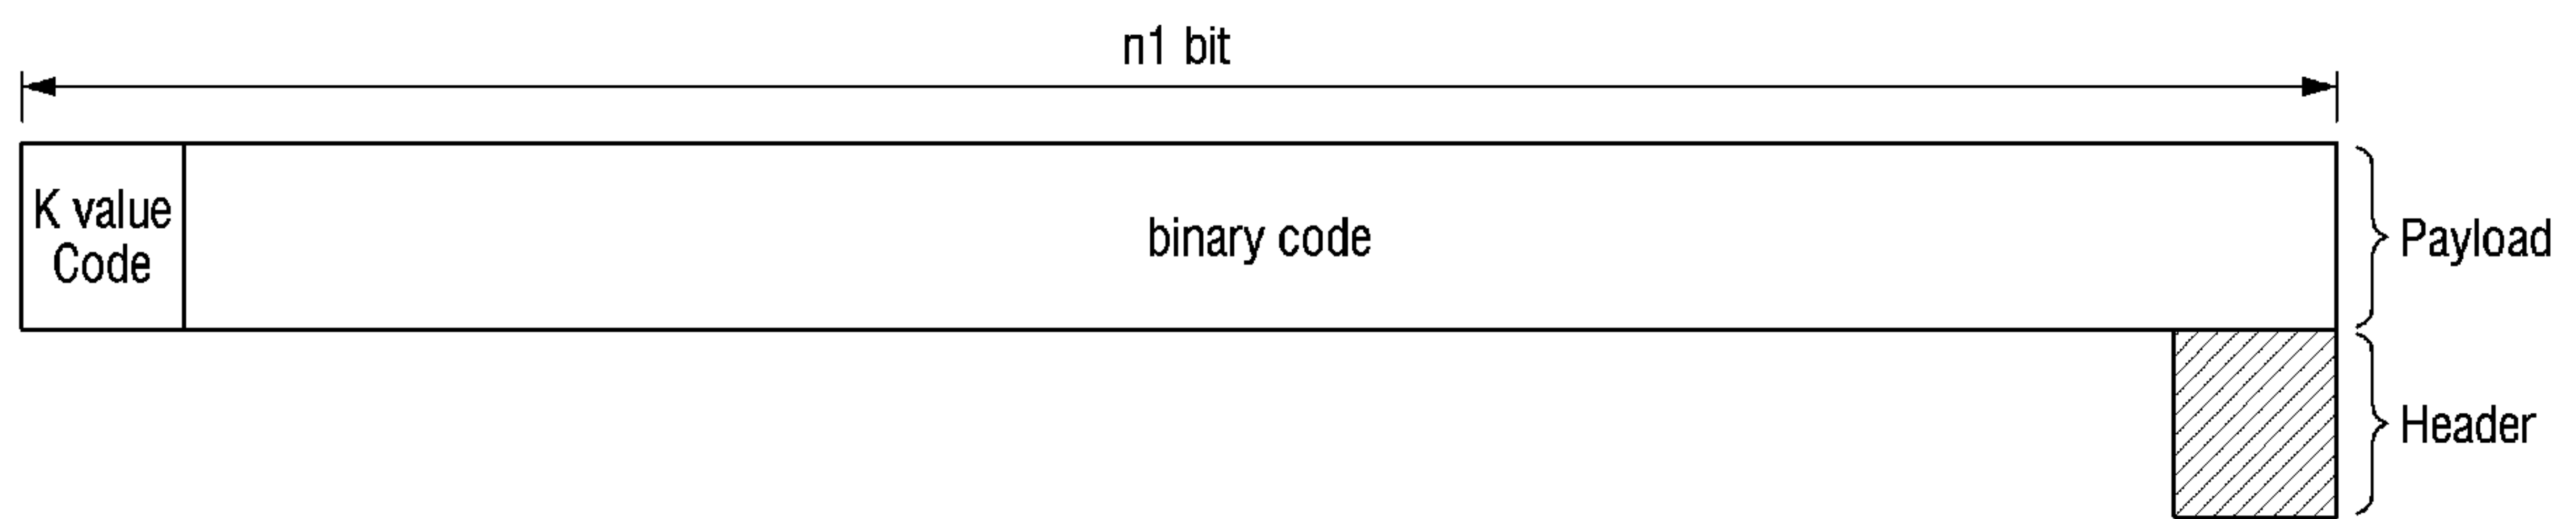 n1 bit
K value
Code
binary code
Payload
Header